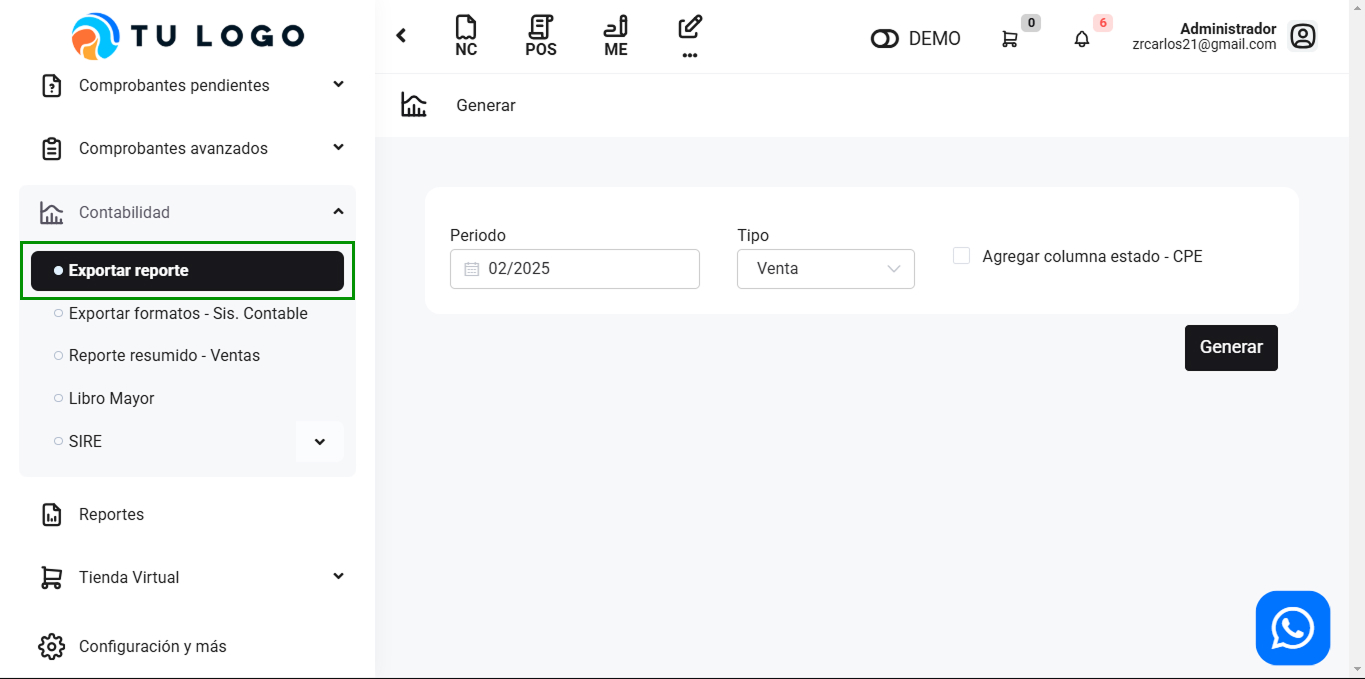 TU LOGO
Comprobantes pendientes
Comprobantes avanzados
Contabilidad
Exportar reporte
Exportar formatos - Sis. Contable
Reporte resumido - Ventas
Libro Mayor
SIRE
Reportes
Tienda Virtual
Configuración y más
NC
POS
ME
...
DEMO
0
6
Administrador
zrcarlos21@gmail.com
Generar
Periodo
02/2025
Tipo
Venta
Agregar columna estado - CPE
Generar